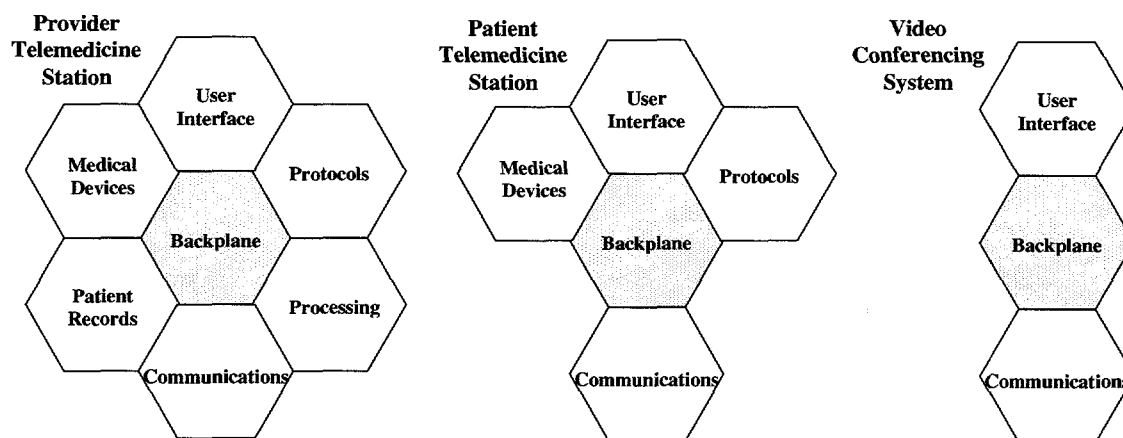 Provider
Telemedicine
Station
User
Interface
Medical
Devices
Protocols
Backplane
Patient
Records
Processing
Communications
Patient
Telemedicine
Station
User
Interface
Medical
Devices
Protocols
Backplane
Communications
Video
Conferencing
System
User
Interface
Backplane
Communications